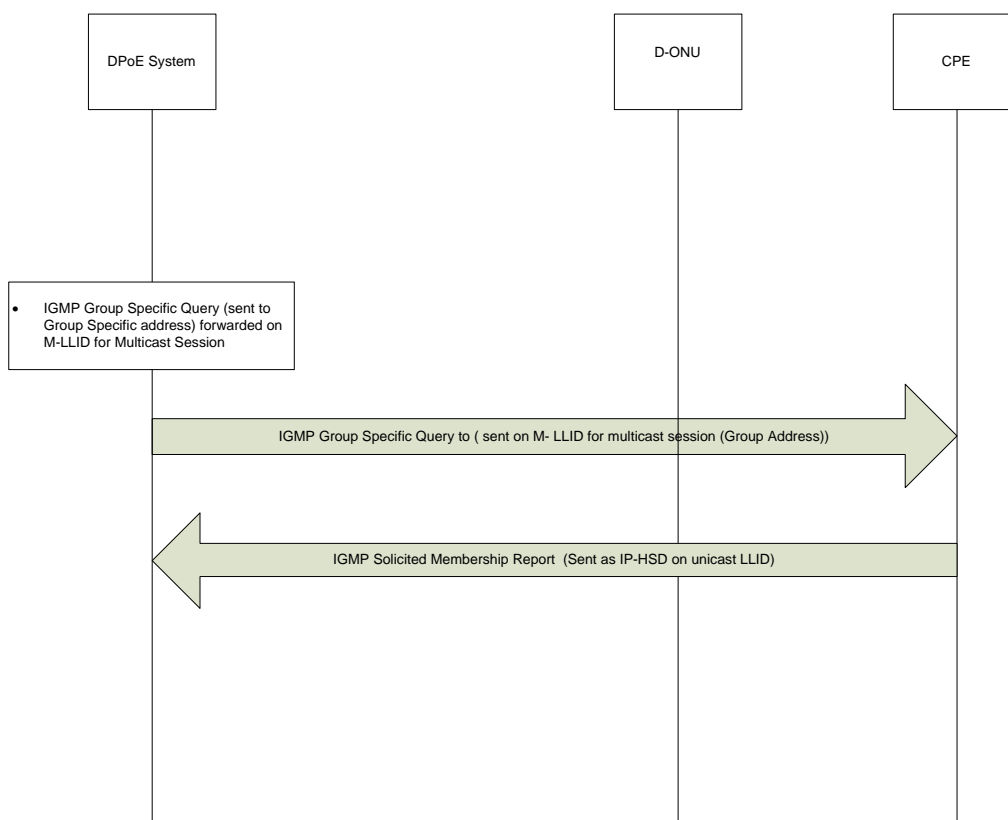 DPoE System
D-ONU
CPE
• IGMP Group Specific Query (sent to
Group Specific address) forwarded on
M-LLID for Multicast Session
IGMP Group Specific Query to ( sent on M- LLID for multicast session (Group Address))
IGMP Solicited Membership Report (Sent as IP-HSD on unicast LLID)